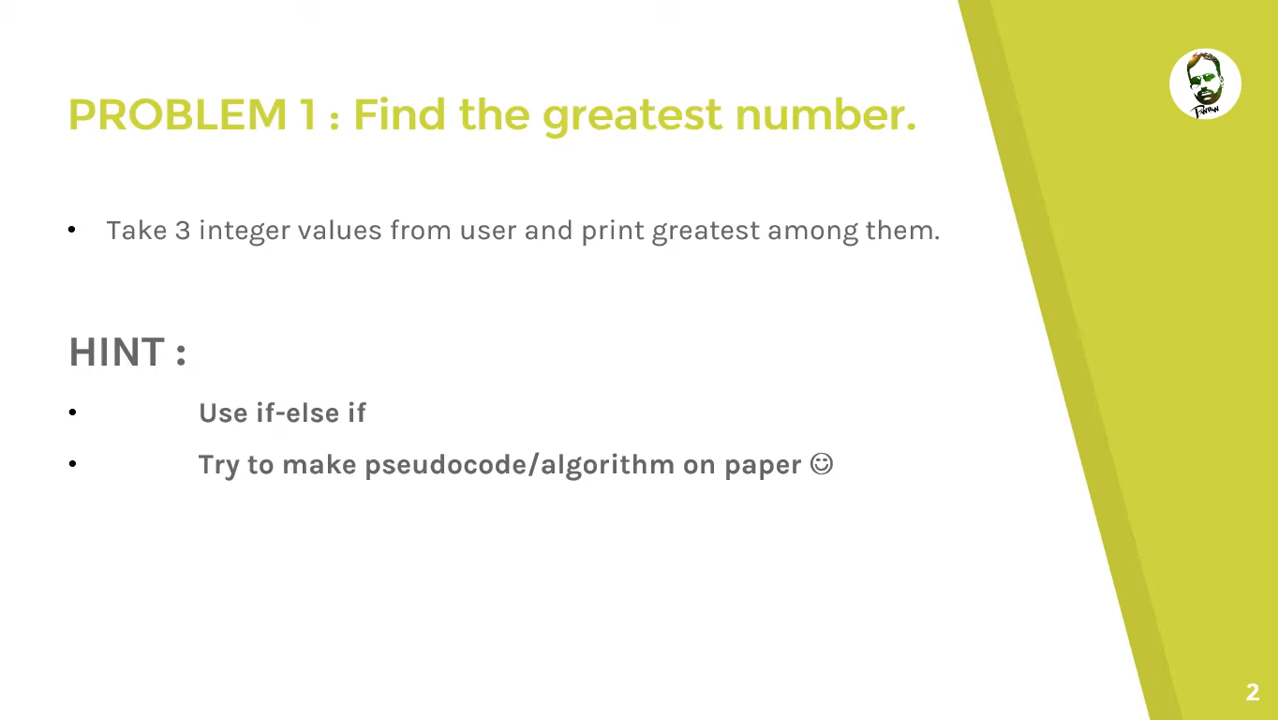 PROBLEM 1 : Find the greatest number.
• Take 3 integer values from user and print greatest among them.
HINT :
• Use if-else if
• Try to make pseudocode/algorithm on paper 😊
2